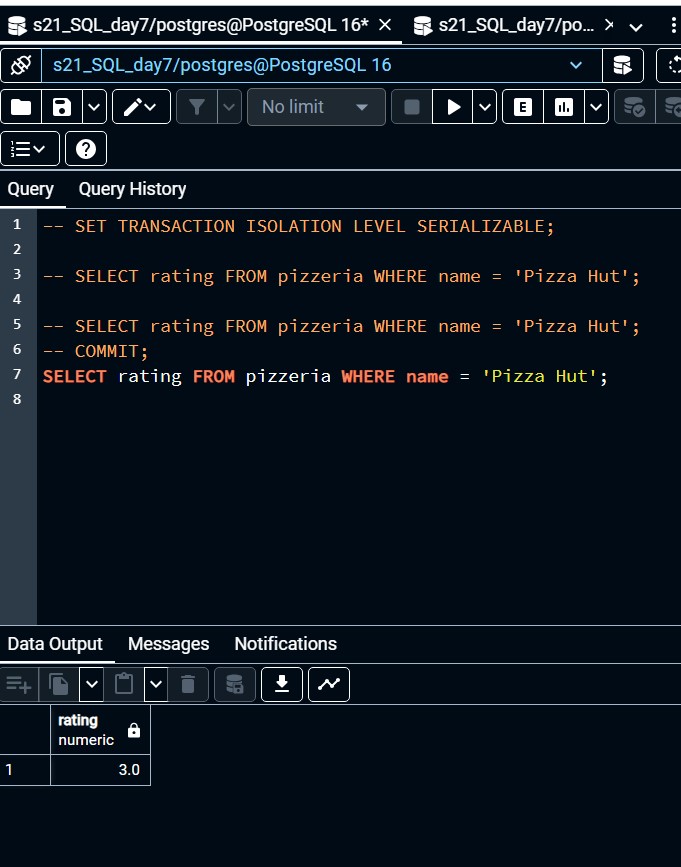 s21_SQL_day7/postgres@PostgreSQL 16*
s21_SQL_day7/po...
s21_SQL_day7/postgres@PostgreSQL 16
No limit
E
Query
Query History
1 -- SET TRANSACTION ISOLATION LEVEL SERIALIZABLE;
2
3 -- SELECT rating FROM pizzeria WHERE name = 'Pizza Hut';
4
5 -- SELECT rating FROM pizzeria WHERE name = 'Pizza Hut';
6 -- COMMIT;
7 SELECT rating FROM pizzeria WHERE name = 'Pizza Hut';
8
Data Output
Messages
Notifications
rating
numeric
1 3.0